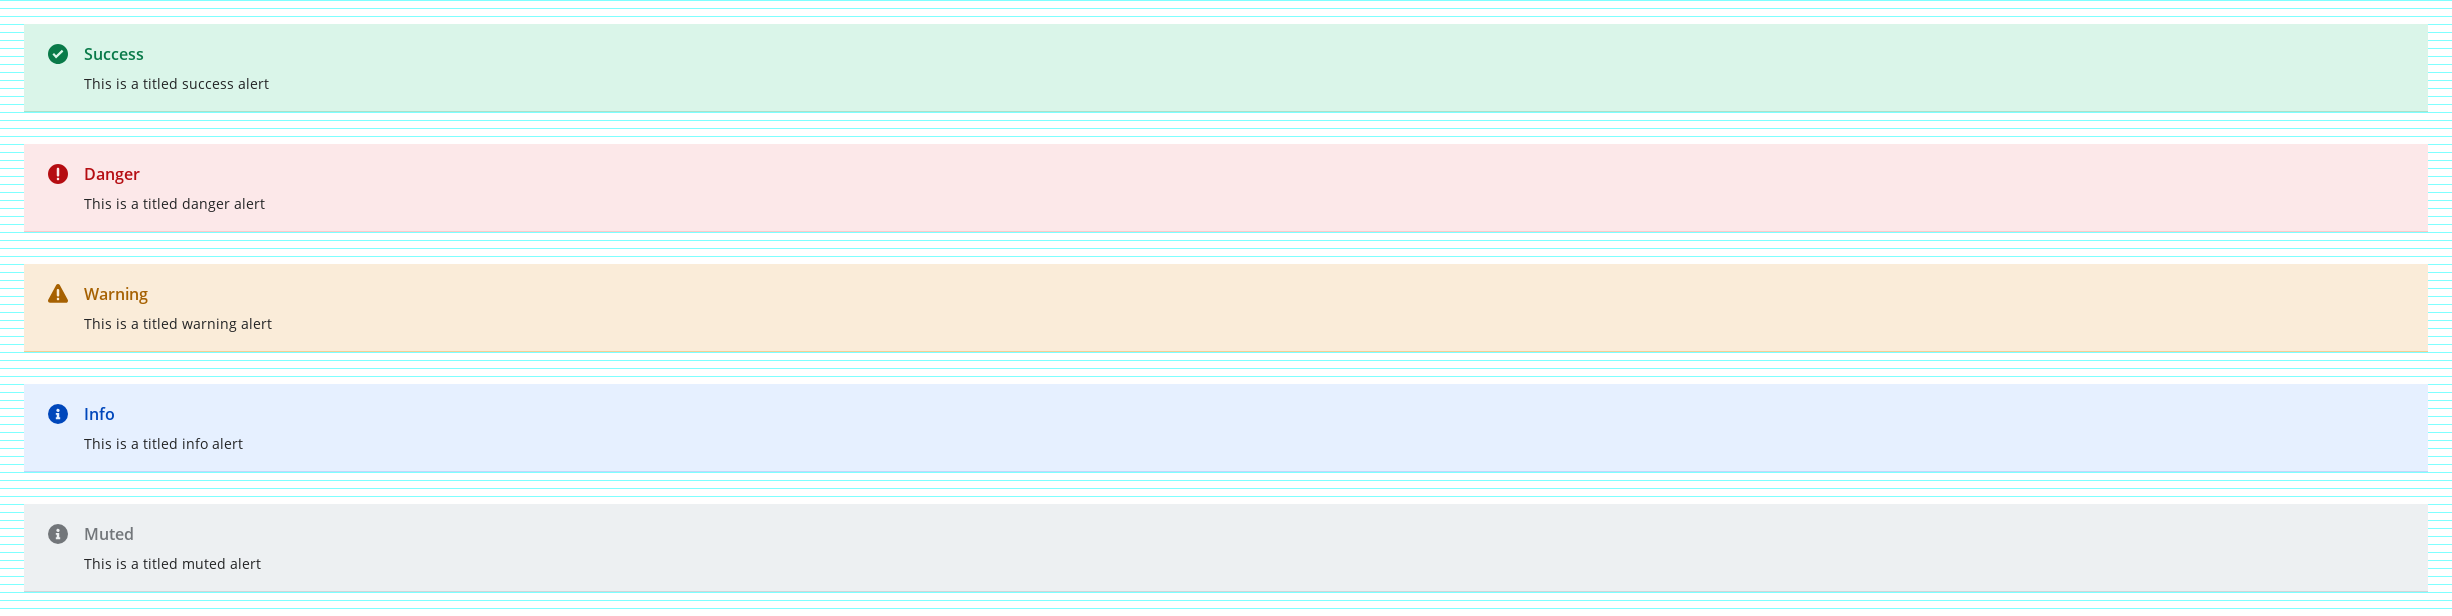 Success
This is a titled success alert
Danger
This is a titled danger alert
Warning
This is a titled warning alert
Info
This is a titled info alert
Muted
This is a titled muted alert